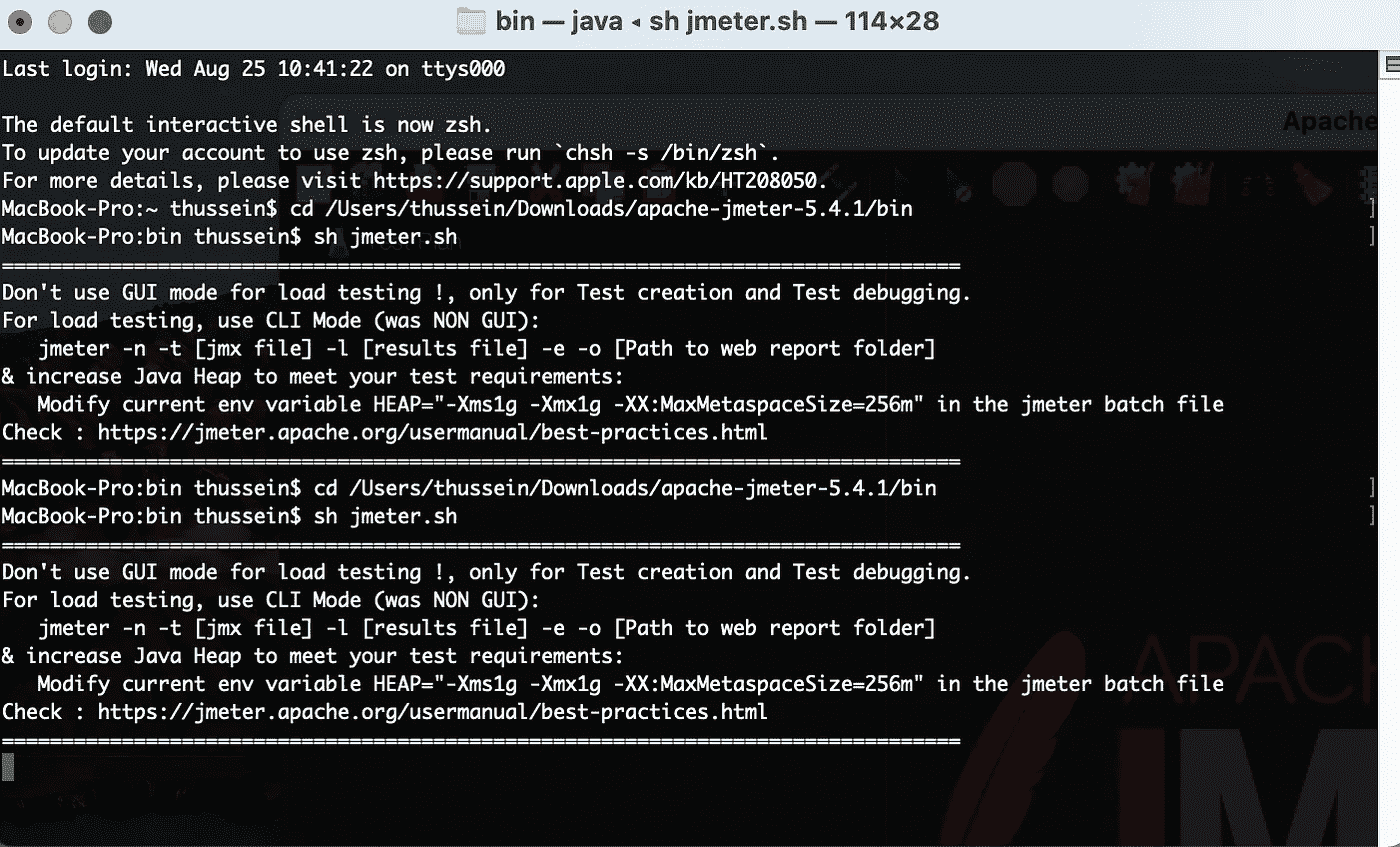 bin — java ◂ sh jmeter.sh — 114×28
Last login: Wed Aug 25 10:41:22 on ttys000
The default interactive shell is now zsh.
To update your account to use zsh, please run `chsh -s /bin/zsh`.
For more details, please visit https://support.apple.com/kb/HT208050.
MacBook-Pro:~ thussein$ cd /Users/thussein/Downloads/apache-jmeter-5.4.1/bin
MacBook-Pro:bin thussein$ sh jmeter.sh
================================================================================
Don't use GUI mode for load testing !, only for Test creation and Test debugging.
For load testing, use CLI Mode (was NON GUI):
   jmeter -n -t [jmx file] -l [results file] -e -o [Path to web report folder]
& increase Java Heap to meet your test requirements:
   Modify current env variable HEAP="-Xms1g -Xmx1g -XX:MaxMetaspaceSize=256m" in the jmeter batch file
Check : https://jmeter.apache.org/usermanual/best-practices.html
================================================================================
MacBook-Pro:bin thussein$ cd /Users/thussein/Downloads/apache-jmeter-5.4.1/bin
MacBook-Pro:bin thussein$ sh jmeter.sh
================================================================================
Don't use GUI mode for load testing !, only for Test creation and Test debugging.
For load testing, use CLI Mode (was NON GUI):
   jmeter -n -t [jmx file] -l [results file] -e -o [Path to web report folder]
& increase Java Heap to meet your test requirements:
   Modify current env variable HEAP="-Xms1g -Xmx1g -XX:MaxMetaspaceSize=256m" in the jmeter batch file
Check : https://jmeter.apache.org/usermanual/best-practices.html
================================================================================
Apache